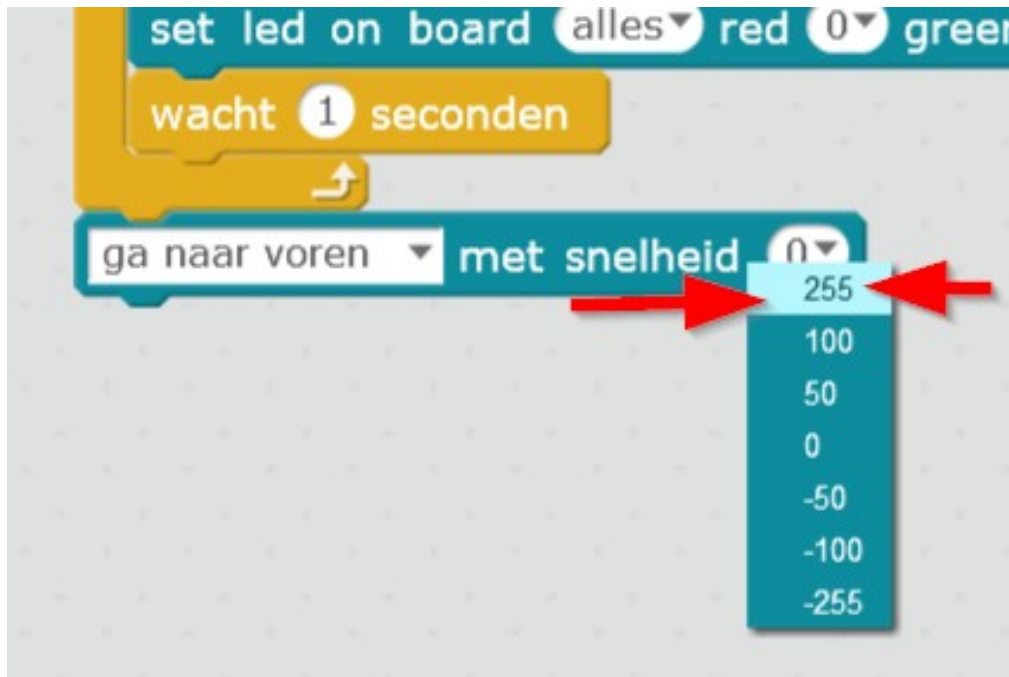 set led on board alles red 0 green
wacht 1 seconden
ga naar voren met snelheid 0
255
100
50
0
-50
-100
-255